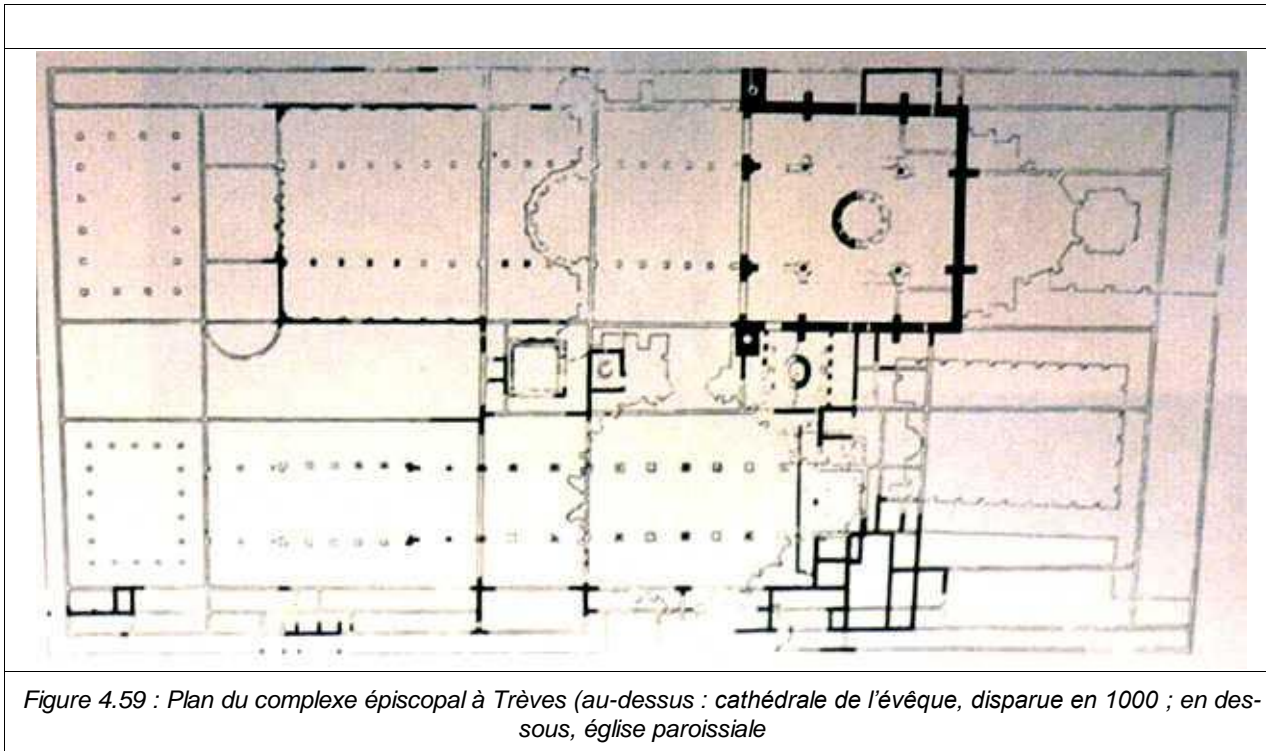 Figure 4.59 : Plan du complexe épiscopal à Trèves (au-dessus : cathédrale de l’évêque, disparue en 1000 ; en des-
sous, église paroissiale